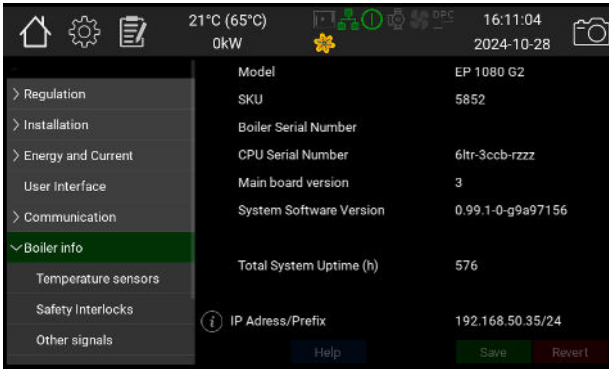 21°C (65°C)
0kW
DPC
16:11:04
2024-10-28
> Regulation
> Installation
> Energy and Current
User Interface
> Communication
Boiler info
Temperature sensors
Safety Interlocks
Other signals
Model EP 1080 G2
SKU 5852
Boiler Serial Number
CPU Serial Number 6ltr-3ccb-rzzz
Main board version 3
System Software Version 0.99.1-0-g9a97156
Total System Uptime (h) 576
i IP Adress/Prefix 192.168.50.35/24
Help Save Revert